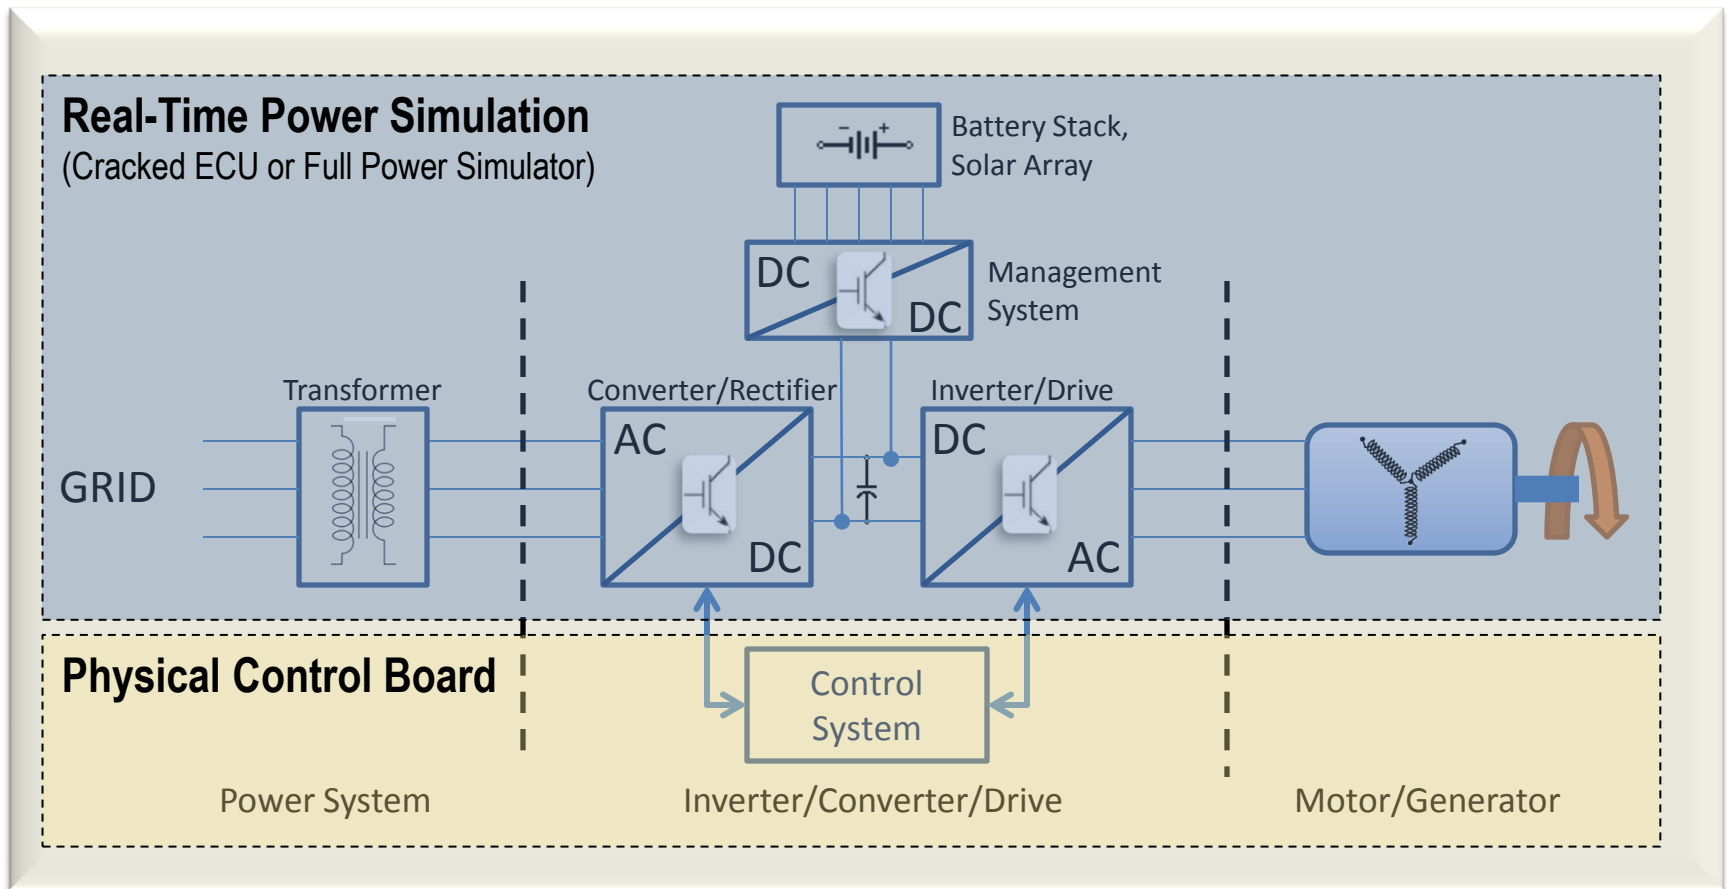 Real-Time Power Simulation
(Cracked ECU or Full Power Simulator)
- +
Battery Stack,
Solar Array
DC
DC
Management
System
Transformer
Converter/Rectifier
Inverter/Drive
GRID
AC
DC
DC
AC
Physical Control Board
Control
System
Power System
Inverter/Converter/Drive
Motor/Generator